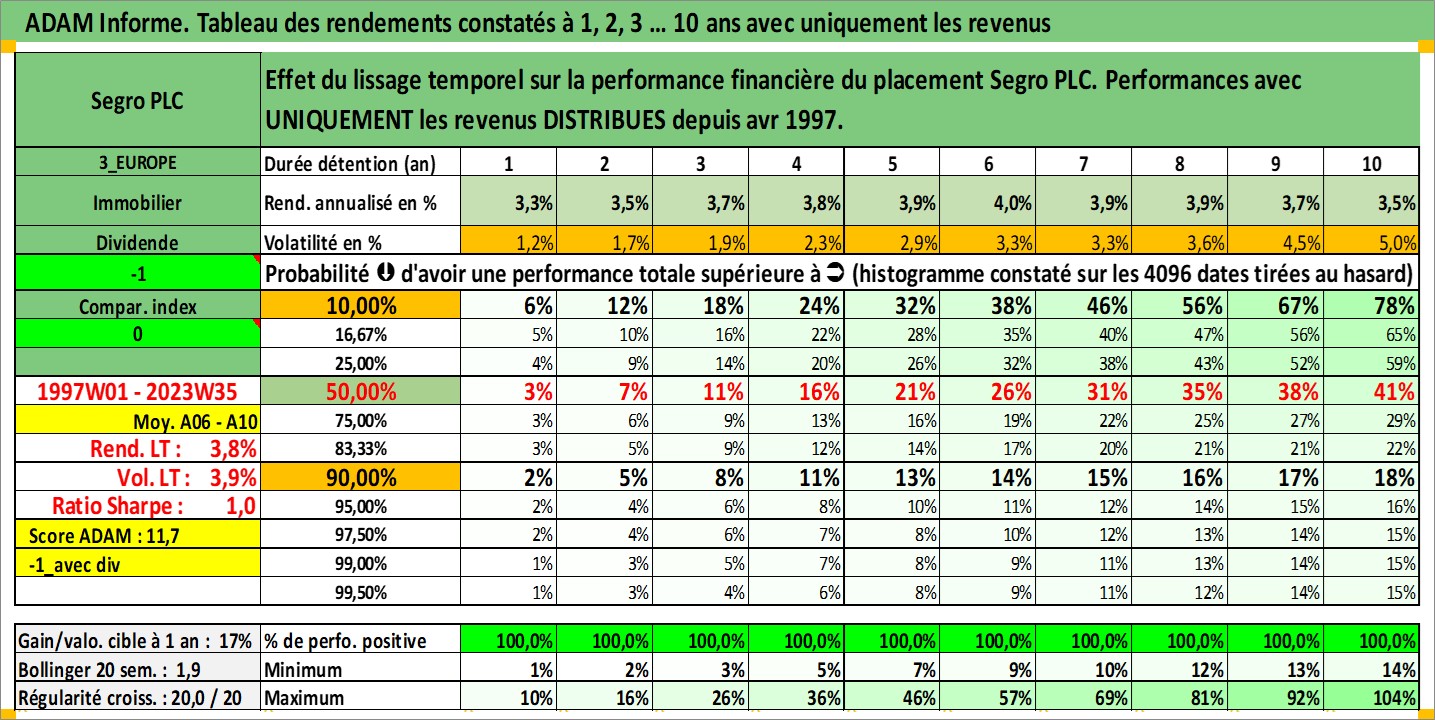 ADAM Informe. Tableau des rendements constatés à 1, 2, 3 ... 10 ans avec uniquement les revenus
Segro PLC
Effet du lissage temporel sur la performance financière du placement Segro PLC. Performances avec
UNIQUEMENT les revenus DISTRIBUES depuis avr 1997.
3_EUROPE Durée détention (an) 1 2 3 4 5 6 7 8 9 10
Immobilier Rend. annualisé en % 3,3% 3,5% 3,7% 3,8% 3,9% 4,0% 3,9% 3,9% 3,7% 3,5%
Dividende Volatilité en % 1,2% 1,7% 1,9% 2,3% 2,9% 3,3% 3,3% 3,6% 4,5% 5,0%
-1 Probabilité ⬇ d'avoir une performance totale supérieure à ➲ (histogramme constaté sur les 4096 dates tirées au hasard)
Compar. index 10,00% 6% 12% 18% 24% 32% 38% 46% 56% 67% 78%
0 16,67% 5% 10% 16% 22% 28% 35% 40% 47% 56% 65%
25,00% 4% 9% 14% 20% 26% 32% 38% 43% 52% 59%
1997W01 - 2023W35 50,00% 3% 7% 11% 16% 21% 26% 31% 35% 38% 41%
Moy. A06 - A10 75,00% 3% 6% 9% 13% 16% 19% 22% 25% 27% 29%
Rend. LT : 3,8% 83,33% 3% 5% 9% 12% 14% 17% 20% 21% 21% 22%
Vol. LT : 3,9% 90,00% 2% 5% 8% 11% 13% 14% 15% 16% 17% 18%
Ratio Sharpe : 1,0 95,00% 2% 4% 6% 8% 10% 11% 12% 14% 15% 16%
Score ADAM : 11,7 97,50% 2% 4% 6% 7% 8% 10% 12% 13% 14% 15%
-1_avec div 99,00% 1% 3% 5% 7% 8% 9% 11% 13% 14% 15%
99,50% 1% 3% 4% 6% 8% 9% 11% 12% 14% 15%
Gain/valo. cible à 1 an : 17% % de perfo. positive 100,0% 100,0% 100,0% 100,0% 100,0% 100,0% 100,0% 100,0% 100,0% 100,0%
Bollinger 20 sem. : 1,9 Minimum 1% 2% 3% 5% 7% 9% 10% 12% 13% 14%
Régularité croiss. : 20,0 / 20 Maximum 10% 16% 26% 36% 46% 57% 69% 81% 92% 104%